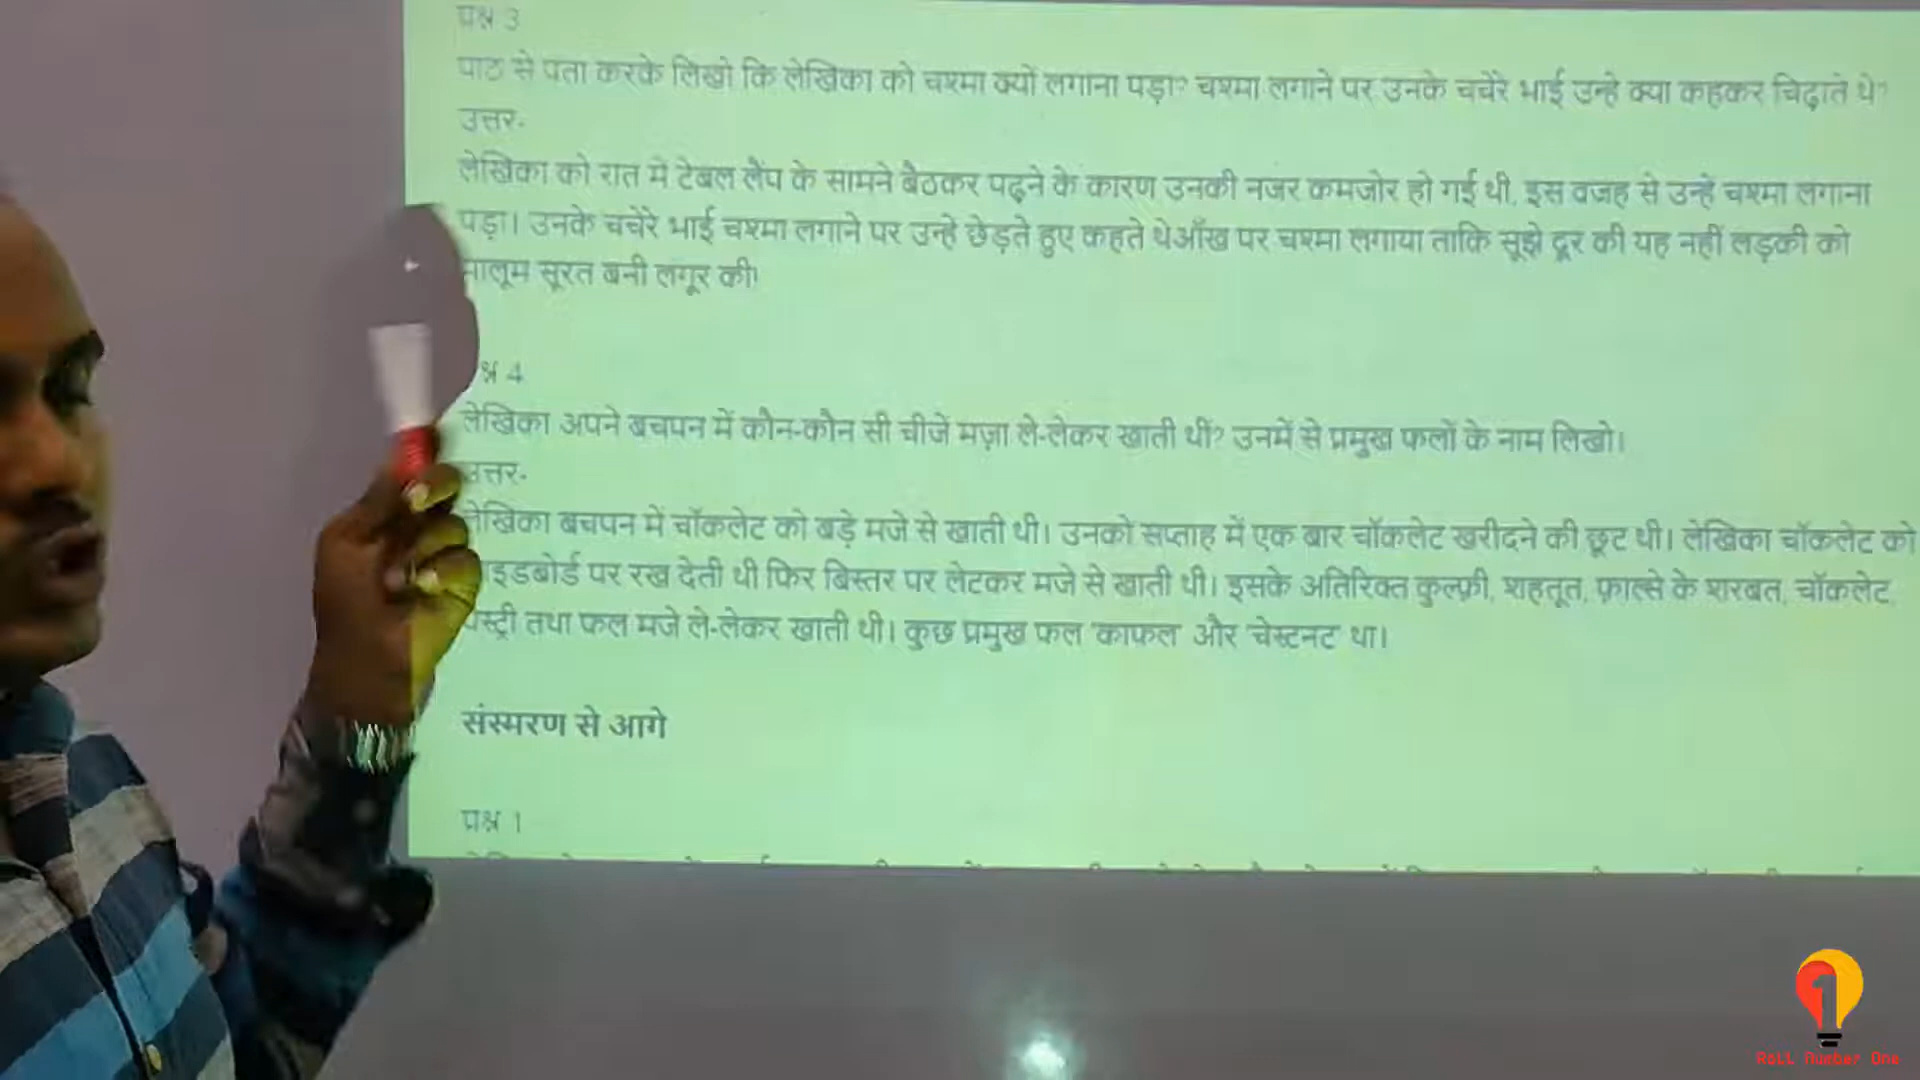 प्रश्न 3
पाठ से पता करके लिखो कि लेखिका को चश्मा क्यों लगाना पड़ा? चश्मा लगाने पर उनके चचेरे भाई उन्हें क्या कहकर चिढ़ाते थे?
उत्तर-
लेखिका को रात में टेबल लैंप के सामने बैठकर पढ़ने के कारण उनकी नजर कमजोर हो गई थी, इस वजह से उन्हें चश्मा लगाना
पड़ा। उनके चचेरे भाई चश्मा लगाने पर उन्हें छेड़ते हुए कहते थेआँख पर चश्मा लगाया ताकि सूझे दूर की यह नहीं लड़की को
मालूम सूरत बनी लंगूर की!
श्न 4
लेखिका अपने बचपन में कौन-कौन सी चीजें मज़ा ले-लेकर खाती थीं? उनमें से प्रमुख फलों के नाम लिखो।
उत्तर-
लेखिका बचपन में चॉकलेट को बड़े मजे से खाती थी। उनको सप्ताह में एक बार चॉकलेट खरीदने की छूट थी। लेखिका चॉकलेट को
इडबोर्ड पर रख देती थी फिर बिस्तर पर लेटकर मजे से खाती थी। इसके अतिरिक्त कुल्फ़ी, शहतूत, फ़ाल्से के शरबत, चॉकलेट,
पेस्ट्री तथा फल मजे ले-लेकर खाती थी। कुछ प्रमुख फल 'काफल' और 'चेस्टनट' था।
संस्मरण से आगे
प्रश्न 1
Roll Number One